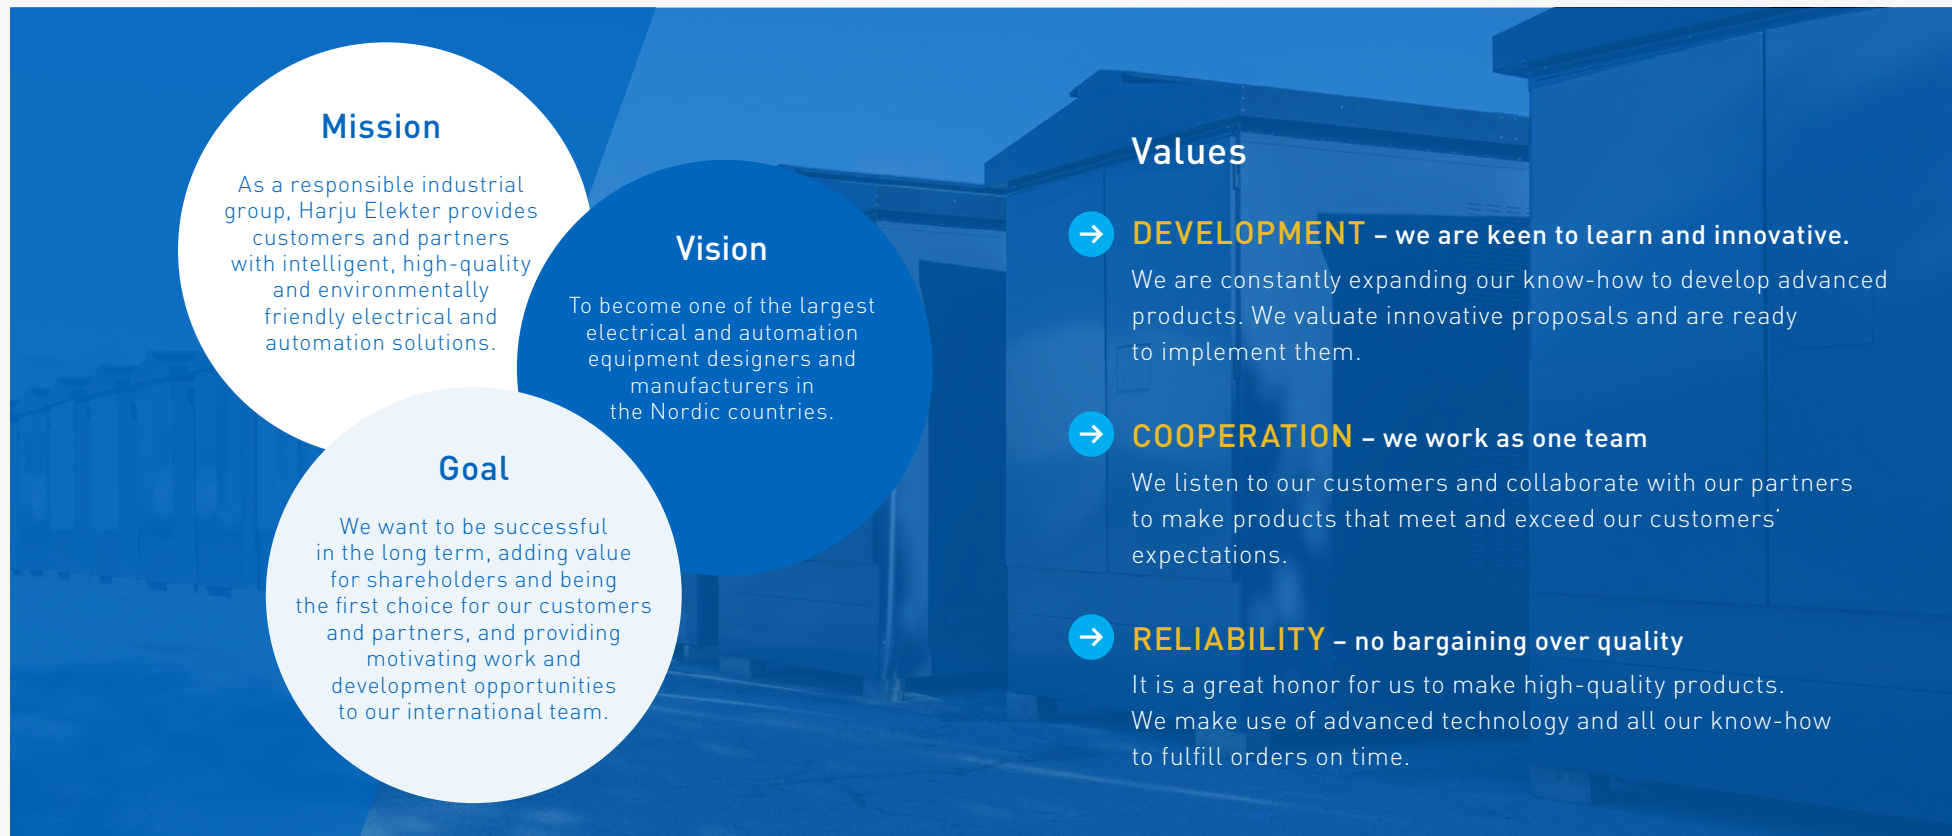 Mission
As a responsible industrial
group, Harju Elekter provides
customers and partners
with intelligent, high-quality
and environmentally
friendly electrical and
automation solutions.
Vision
To become one of the largest
electrical and automation
equipment designers and
manufacturers in
the Nordic countries.
Goal
We want to be successful
in the long term, adding value
for shareholders and being
the first choice for our customers
and partners, and providing
motivating work and
development opportunities
to our international team.
Values
DEVELOPMENT – we are keen to learn and innovative.
We are constantly expanding our know-how to develop advanced
products. We valuate innovative proposals and are ready
to implement them.
COOPERATION – we work as one team
We listen to our customers and collaborate with our partners
to make products that meet and exceed our customers’
expectations.
RELIABILITY – no bargaining over quality
It is a great honor for us to make high-quality products.
We make use of advanced technology and all our know-how
to fulfill orders on time.